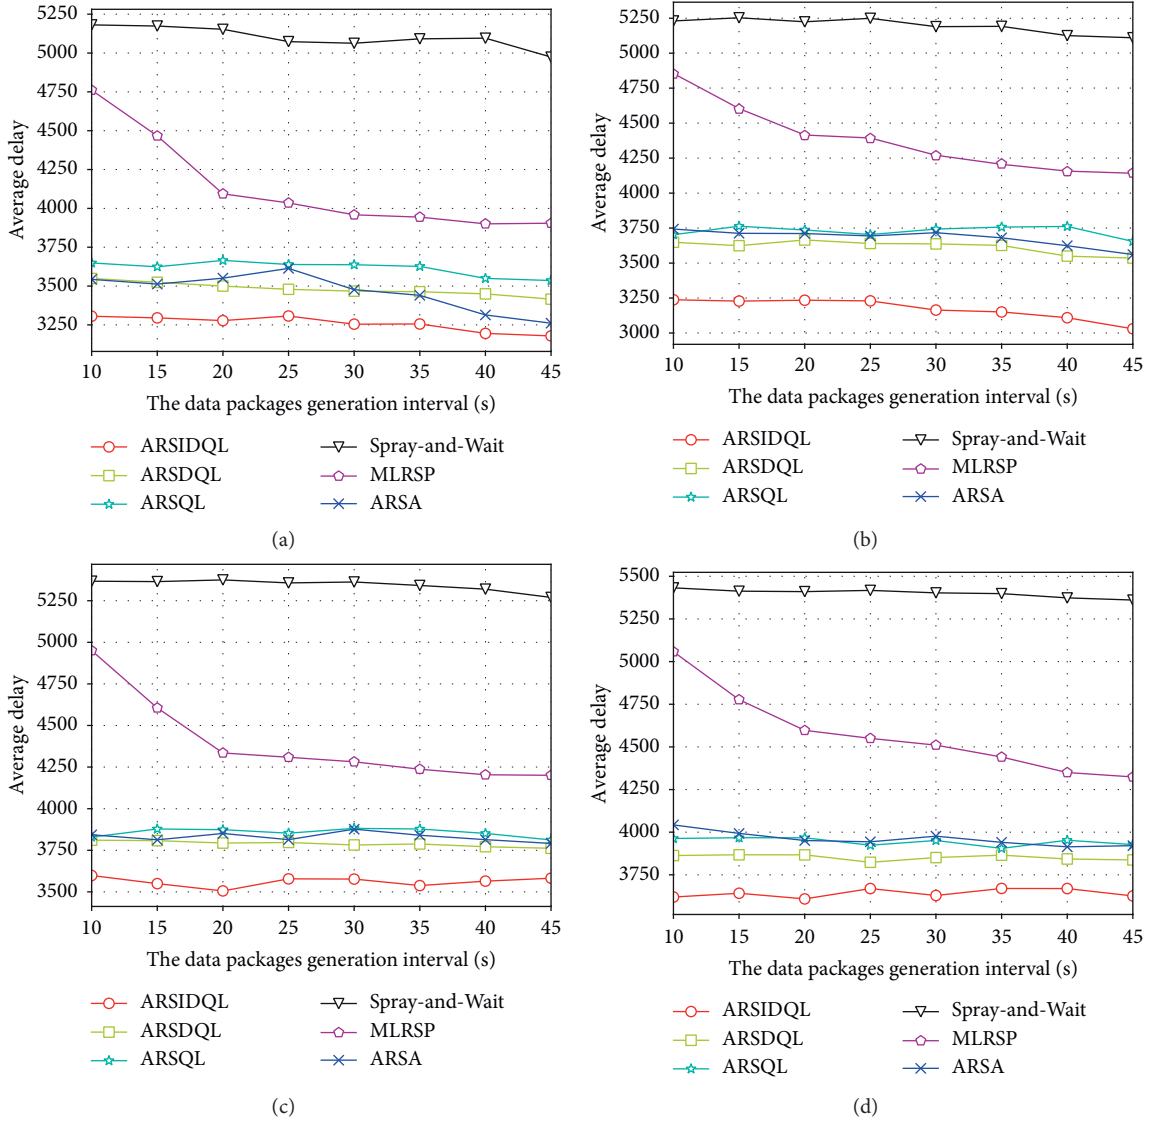 5250
5000
4750
4500
4250
4000
3750
3500
3250
Average delay
10 15 20 25 30 35 40 45
The data packages generation interval (s)
ARSIDQL
ARSDQL
ARSQL
Spray-and-Wait
MLRSP
ARSA
(a)
5250
5000
4750
4500
4250
4000
3750
3500
3250
3000
Average delay
10 15 20 25 30 35 40 45
The data packages generation interval (s)
ARSIDQL
ARSDQL
ARSQL
Spray-and-Wait
MLRSP
ARSA
(b)
5250
5000
4750
4500
4250
4000
3750
3500
Average delay
10 15 20 25 30 35 40 45
The data packages generation interval (s)
ARSIDQL
ARSDQL
ARSQL
Spray-and-Wait
MLRSP
ARSA
(c)
5500
5250
5000
4750
4500
4250
4000
3750
Average delay
10 15 20 25 30 35 40 45
The data packages generation interval (s)
ARSIDQL
ARSDQL
ARSQL
Spray-and-Wait
MLRSP
ARSA
(d)